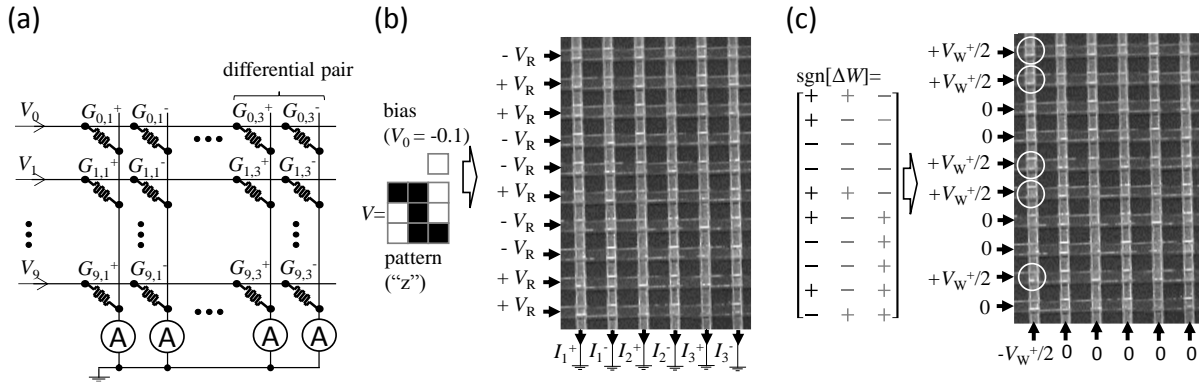 (a)
differential pair
V0 G0,1+ G0,1- G0,3+ G0,3-
V1 G1,1+ G1,1- G1,3+ G1,3-
V9 G9,1+ G9,1- G9,3+ G9,3-
A A A A
(b)
bias
(V0 = -0.1)
V=
pattern
(“z”)
- VR
+ VR
+ VR
- VR
- VR
+ VR
- VR
- VR
+ VR
+ VR
I1+ I1- I2+ I2- I3+ I3-
(c)
sgn[ΔW]=
+ + −
+ − −
− − −
− − −
+ + −
+ − +
− − +
− − +
+ − +
− + +
+VW+/2
+VW+/2
0
0
+VW+/2
+VW+/2
0
0
+VW+/2
0
-VW+/2 0 0 0 0 0